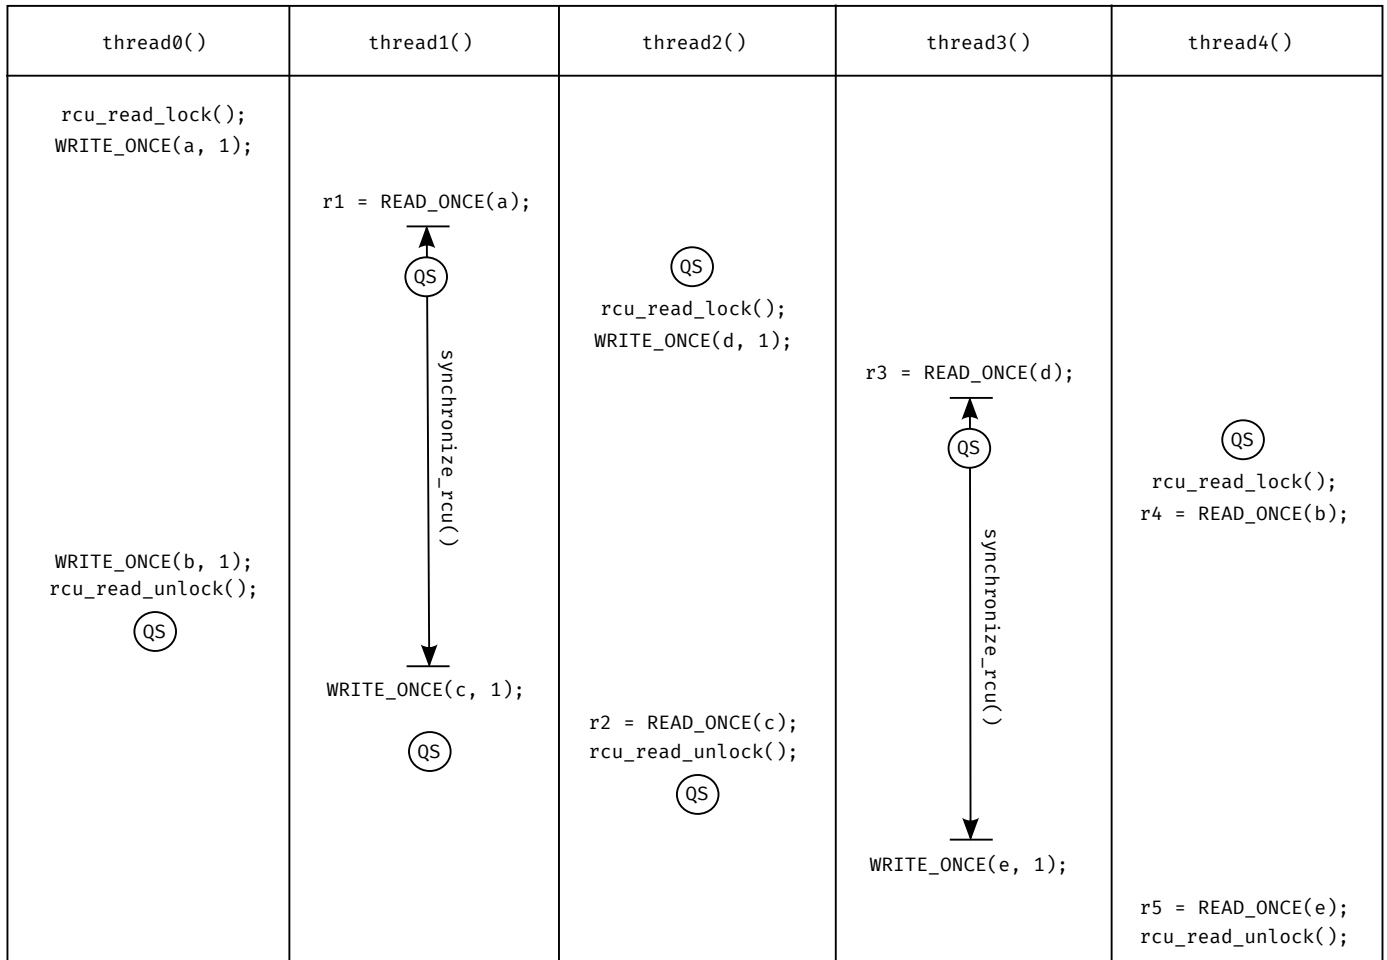 thread0()
thread1()
thread2()
thread3()
thread4()
rcu_read_lock();
WRITE_ONCE(a, 1);
r1 = READ_ONCE(a);
QS
QS
rcu_read_lock();
WRITE_ONCE(d, 1);
synchronize_rcu()
r3 = READ_ONCE(d);
QS
QS
rcu_read_lock();
r4 = READ_ONCE(b);
synchronize_rcu()
WRITE_ONCE(b, 1);
rcu_read_unlock();
QS
WRITE_ONCE(c, 1);
QS
r2 = READ_ONCE(c);
rcu_read_unlock();
QS
WRITE_ONCE(e, 1);
r5 = READ_ONCE(e);
rcu_read_unlock();